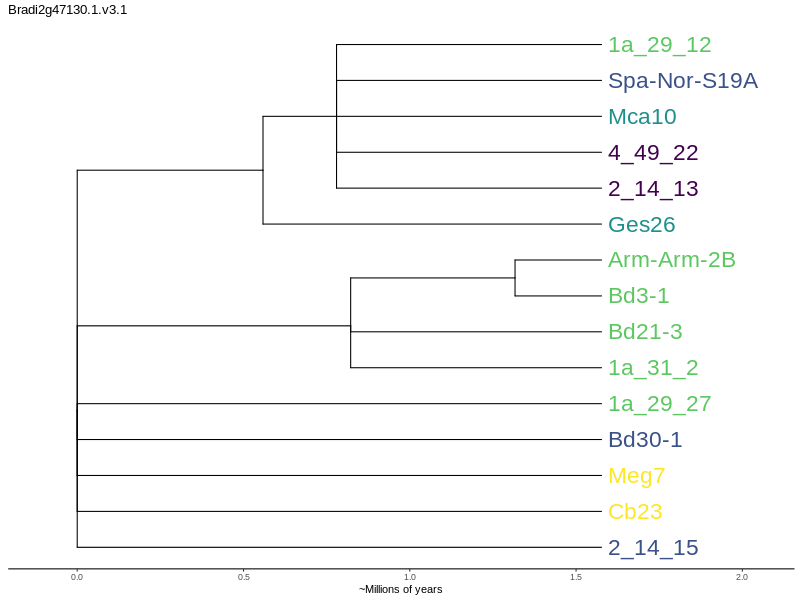 Bradi2g47130.1.v3.1
1a_29_12
Spa-Nor-S19A
Mca10
4_49_22
2_14_13
Ges26
Arm-Arm-2B
Bd3-1
Bd21-3
1a_31_2
1a_29_27
Bd30-1
Meg7
Cb23
2_14_15
0.0 0.5 1.0 1.5 2.0
~Millions of years